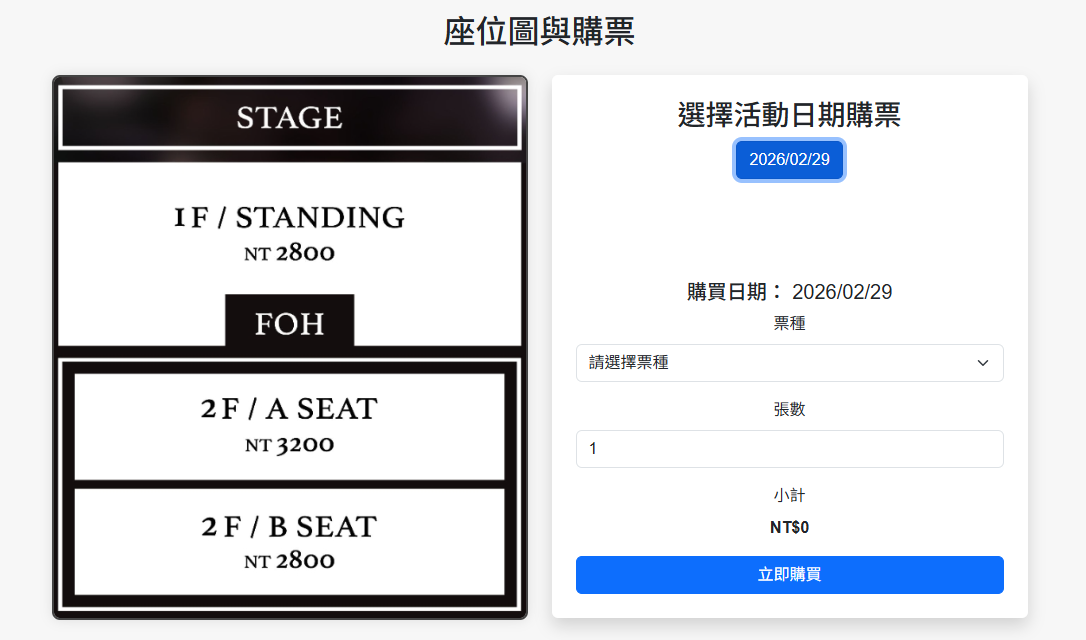 座位圖與購票
STAGE
1F / STANDING
NT 2800
FOH
2F / A SEAT
NT 3200
2F / B SEAT
NT 2800
選擇活動日期購票
2026/02/29
購買日期： 2026/02/29
票種
請選擇票種
張數
1
小計
NT$0
立即購買